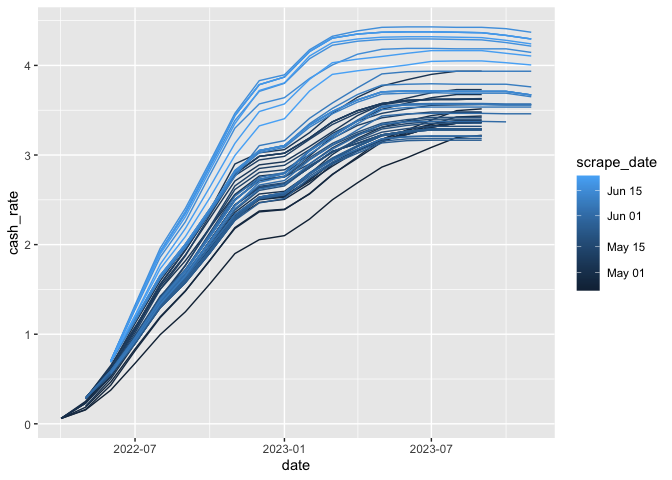 4
3
2
1
0
cash_rate
2022-07
2023-01
2023-07
date
scrape_date
Jun 15
Jun 01
May 15
May 01